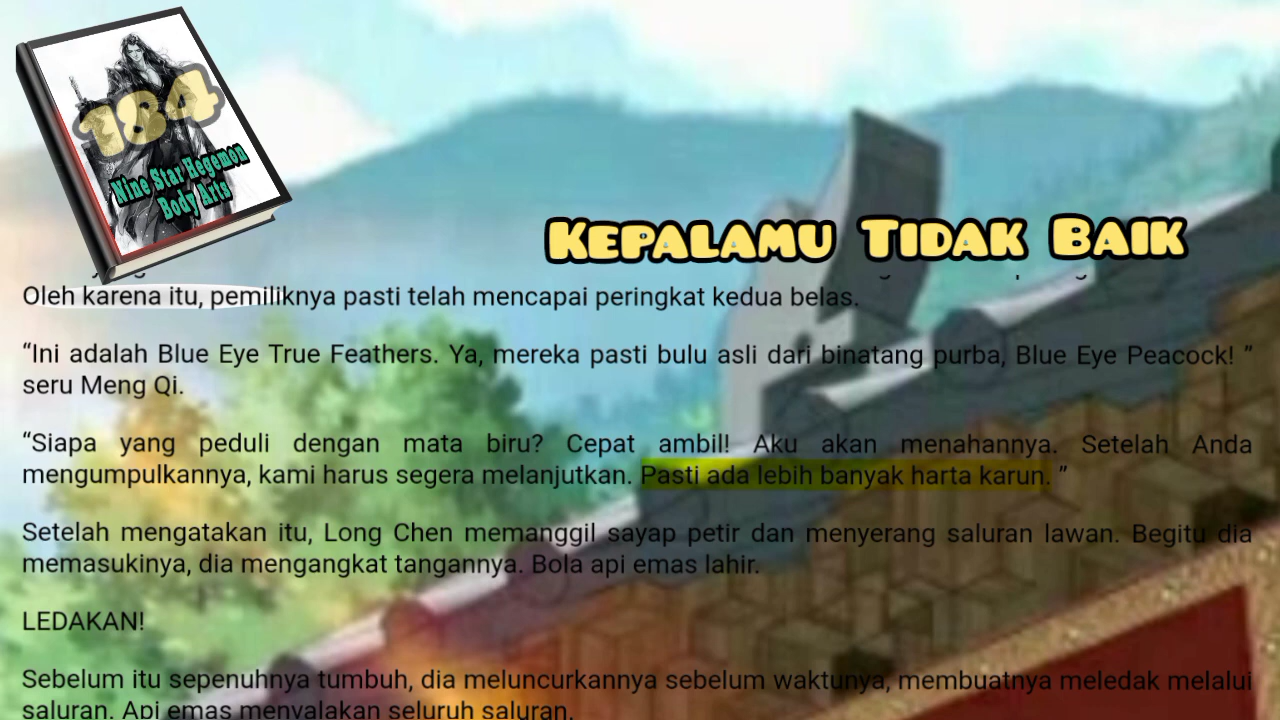 184
Nine Star Hegemon
Body Arts
Kepalamu Tidak Baik
Oleh karena itu, pemiliknya pasti telah mencapai peringkat kedua belas.
“Ini adalah Blue Eye True Feathers. Ya, mereka pasti bulu asli dari binatang purba, Blue Eye Peacock! ”
seru Meng Qi.
“Siapa yang peduli dengan mata biru? Cepat ambil! Aku akan menahannya. Setelah Anda
mengumpulkannya, kami harus segera melanjutkan. Pasti ada lebih banyak harta karun. ”
Setelah mengatakan itu, Long Chen memanggil sayap petir dan menyerang saluran lawan. Begitu dia
memasukinya, dia mengangkat tangannya. Bola api emas lahir.
LEDAKAN!
Sebelum itu sepenuhnya tumbuh, dia meluncurkannya sebelum waktunya, membuatnya meledak melalui
saluran. Api emas menyalakan seluruh saluran.